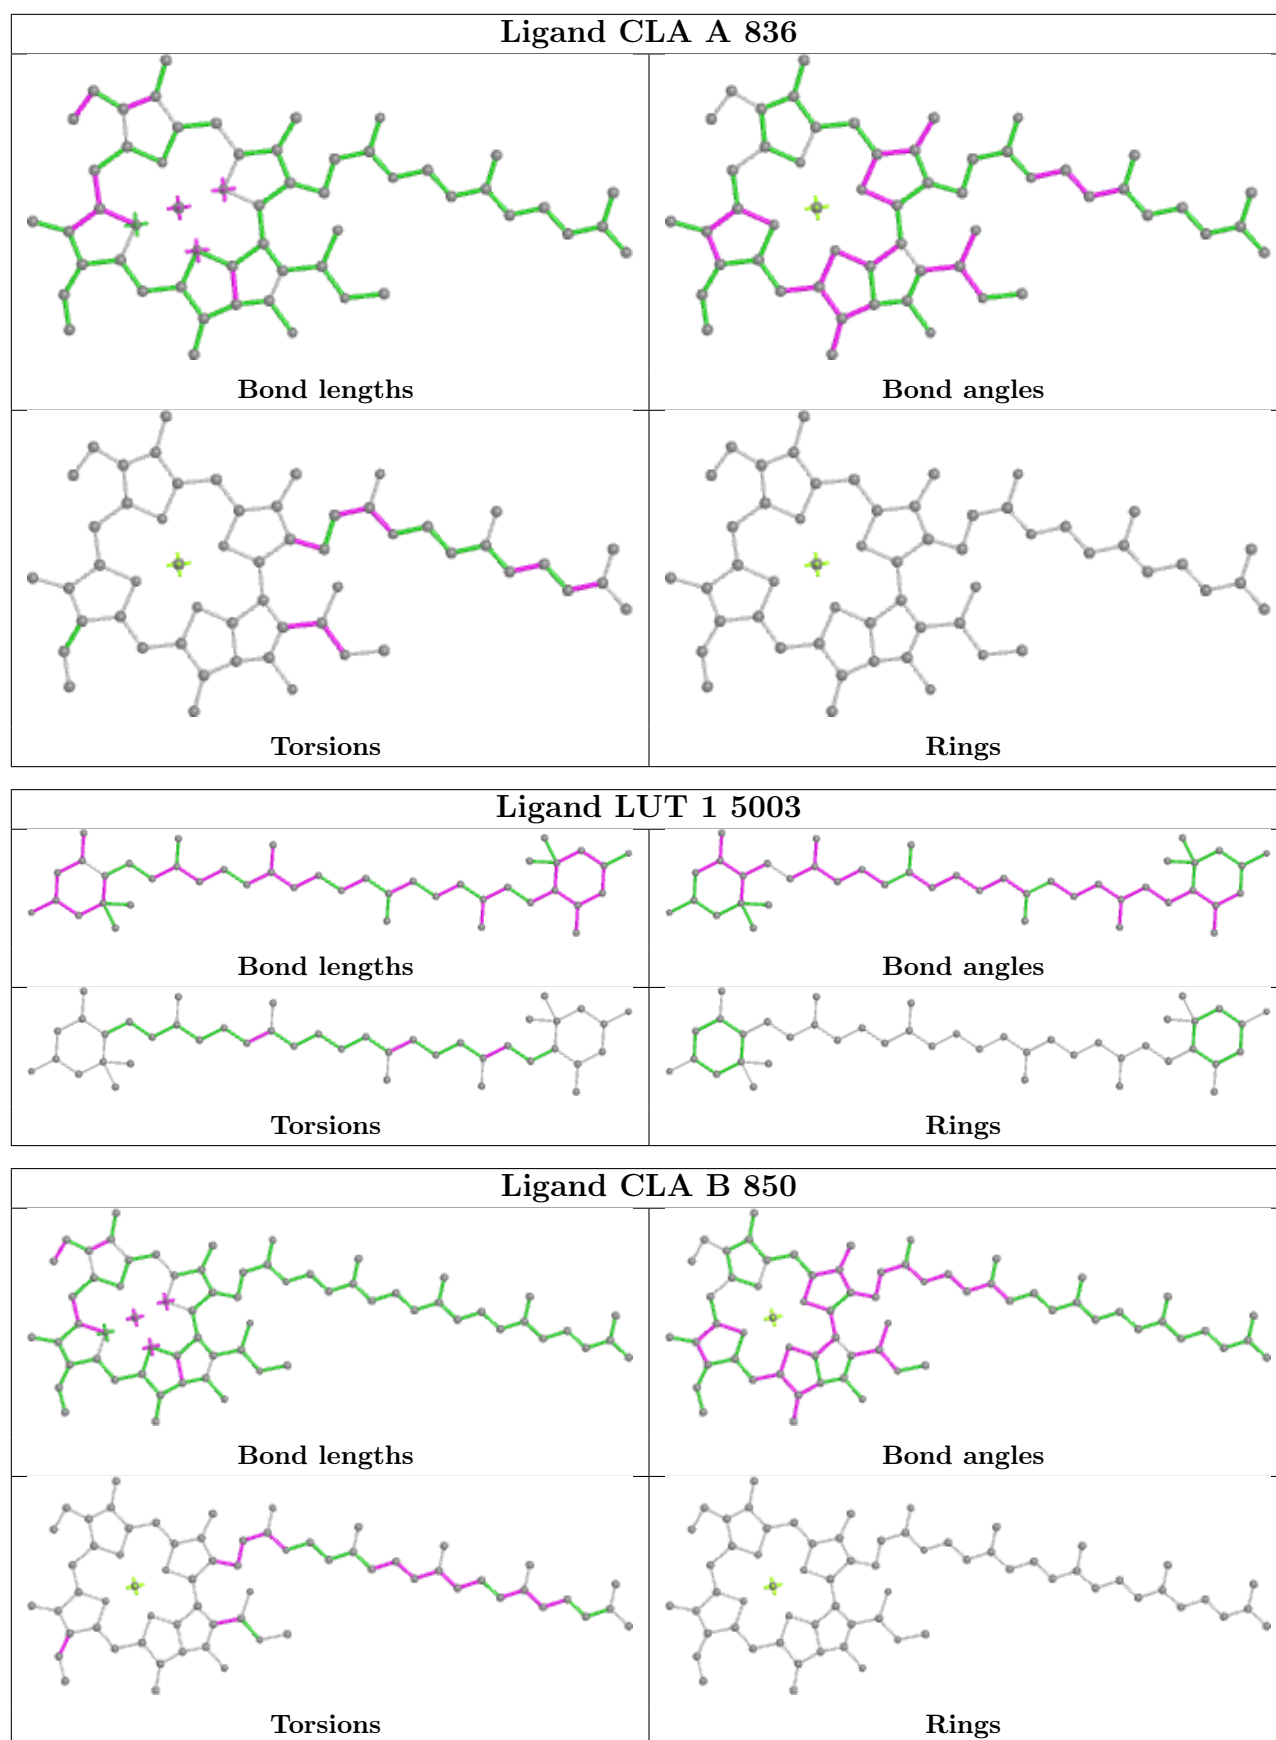 Ligand CLA A 836
Bond lengths
Bond angles
Torsions
Rings
Ligand LUT 1 5003
Bond lengths
Bond angles
Torsions
Rings
Ligand CLA B 850
Bond lengths
Bond angles
Torsions
Rings